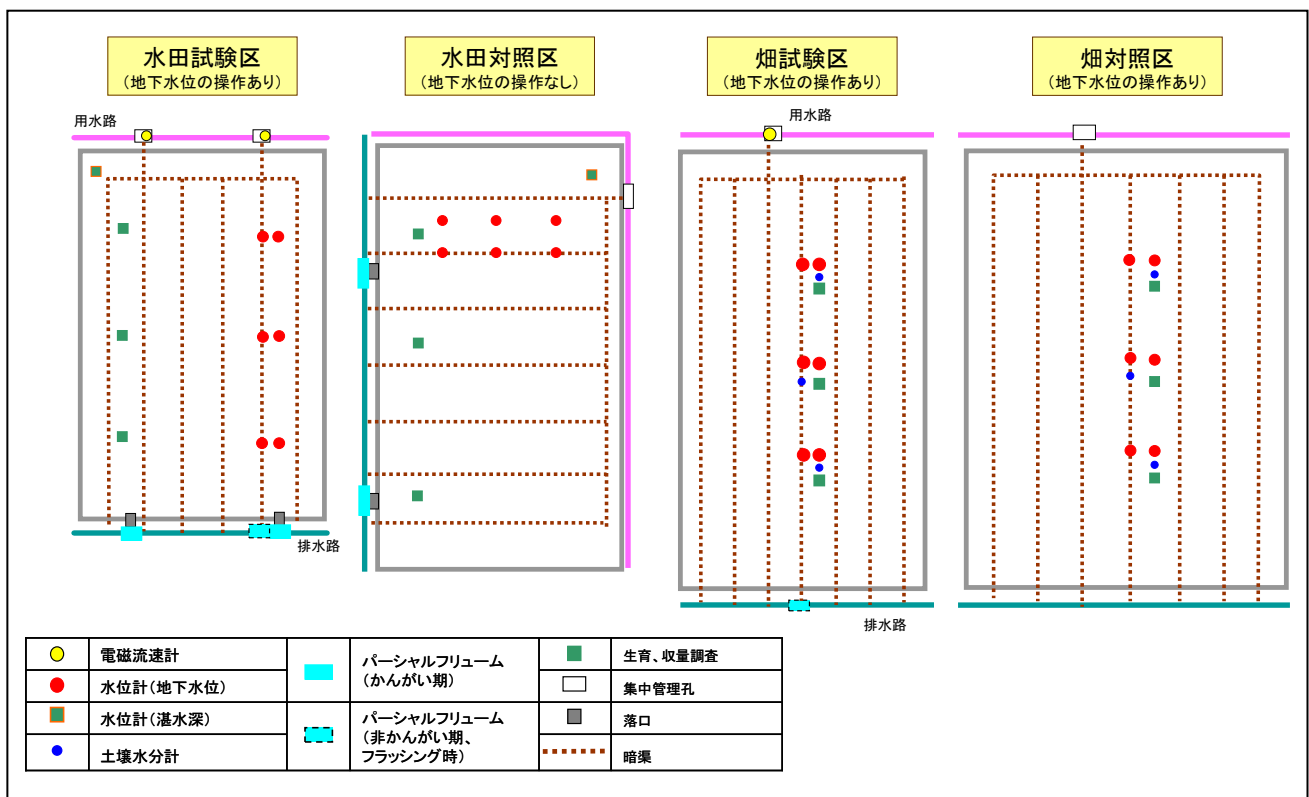 水田試験区
(地下水位の操作あり)
水田対照区
(地下水位の操作なし)
畑試験区
(地下水位の操作あり)
畑対照区
(地下水位の操作あり)
用水路
用水路
排水路
排水路
電磁流速計
パーシャルフリューム
(かんがい期)
生育、収量調査
水位計(地下水位)
集中管理孔
水位計(湛水深)
パーシャルフリューム
(非かんがい期、
フラッシング時)
落口
土壌水分計
暗渠